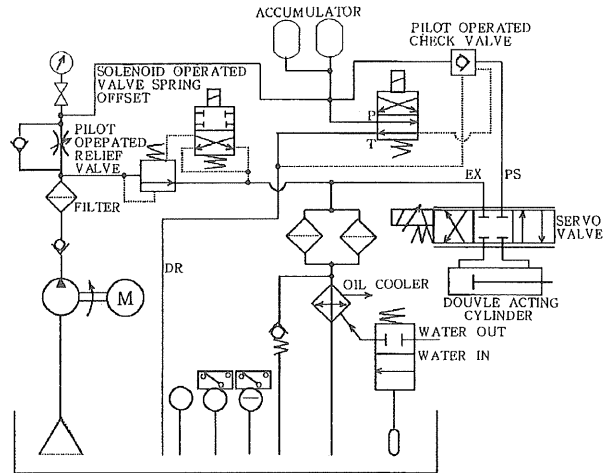 ACCUMULATOR
PILOT OPERATED
CHECK VALVE
SOLENOID OPERATED
VALVE SPRING
OFFSET
P
T
PILOT
OPEPATED
RELIEF
VALVE
EX
PS
FILTER
SERVO
VALVE
DR
M
OIL COOLER
DOUVLE ACTING
CYLINDER
WATER OUT
WATER IN